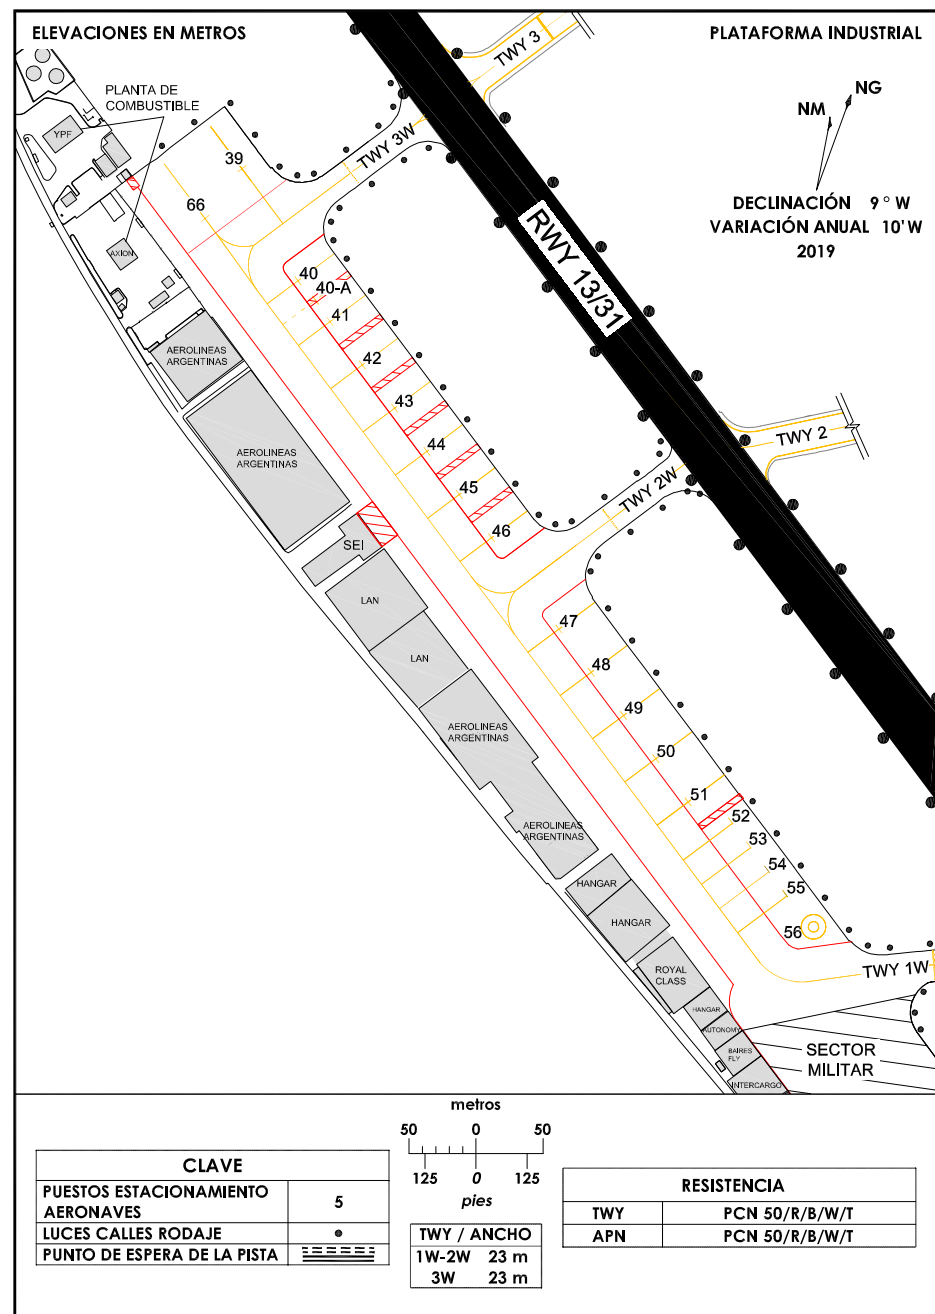 ELEVACIONES EN METROS
PLATAFORMA INDUSTRIAL
TWY 3
PLANTA DE
COMBUSTIBLE
NG
NM
YPF
39
TWY 3W
66
DECLINACIÓN 9 ° W
VARIACIÓN ANUAL 10' W
2019
AXION
RWY 13/31
40
40-A
41
AEROLINEAS
ARGENTINAS
42
43
44
TWY 2
AEROLINEAS
ARGENTINAS
45
TWY 2W
46
SEI
LAN
47
LAN
48
49
AEROLINEAS
ARGENTINAS
50
51
52
AEROLINEAS
ARGENTINAS
53
54
55
HANGAR
HANGAR
56
TWY 1W
ROYAL
CLASS
HANGAR
AUTONOMY
BAIRES
FLY
INTERCARGO
SECTOR
MILITAR
metros
50 0 50
125 0 125
pies
CLAVE
PUESTOS ESTACIONAMIENTO
AERONAVES
5
LUCES CALLES RODAJE
PUNTO DE ESPERA DE LA PISTA
TWY / ANCHO
1W-2W 23 m
3W 23 m
RESISTENCIA
TWY PCN 50/R/B/W/T
APN PCN 50/R/B/W/T